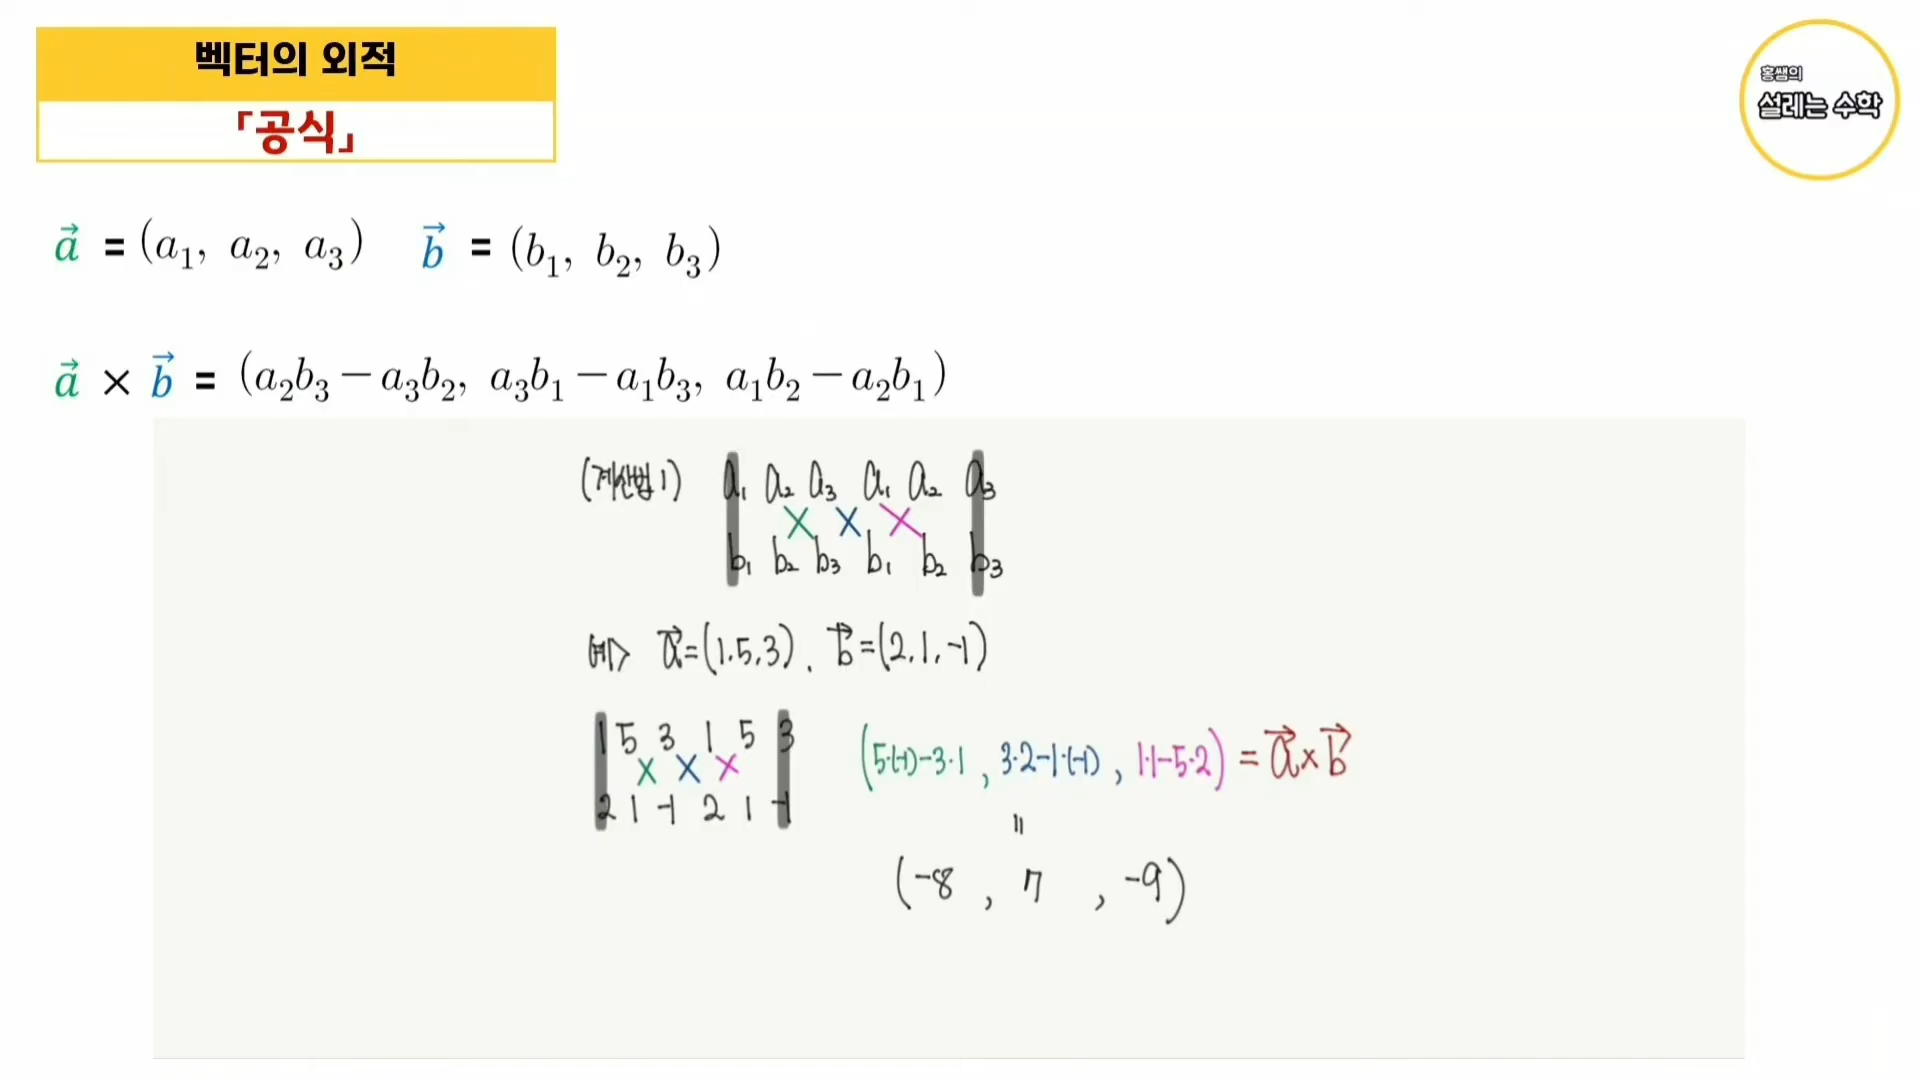 벡터의 외적
「공식」
홍쌤의
설레는 수학
a⃗ = (a₁, a₂, a₃) b⃗ = (b₁, b₂, b₃)
a⃗ × b⃗ = (a₂b₃ − a₃b₂, a₃b₁ − a₁b₃, a₁b₂ − a₂b₁)
(계산법1) a₁ a₂ a₃ a₁ a₂ a₃
b₁ b₂ b₃ b₁ b₂ b₃
예> a⃗=(1.5.3). b⃗=(2.1.-1)
1 5 3 1 5 3
2 1 -1 2 1 -1
(5·(-1)-3·1, 3·2-1·(-1), 1·1-5·2) = a⃗×b⃗
"
(-8, 7, -9)